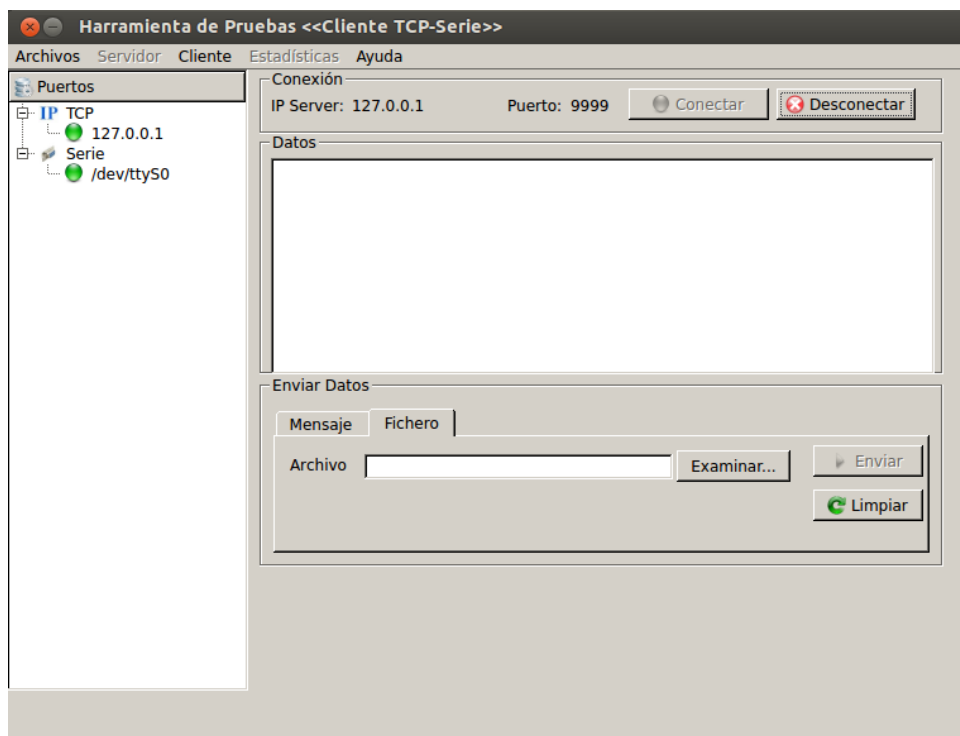 Harramienta de Pruebas <<Cliente TCP-Serie>>
Archivos Servidor Cliente Estadísticas Ayuda
Puertos
IP TCP
127.0.0.1
Serie
/dev/ttyS0
Conexión
IP Server: 127.0.0.1 Puerto: 9999 Conectar Desconectar
Datos
Enviar Datos
Mensaje Fichero
Archivo Examinar... Enviar
Limpiar